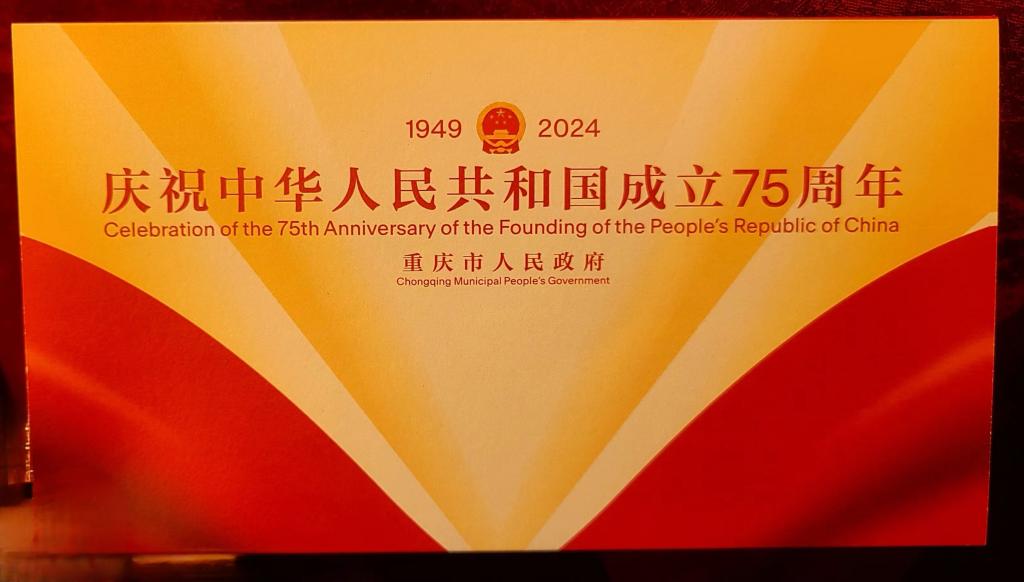 1949 2024
庆祝中华人民共和国成立75周年
Celebration of the 75th Anniversary of the Founding of the People's Republic of China
重庆市人民政府
Chongqing Municipal People's Government